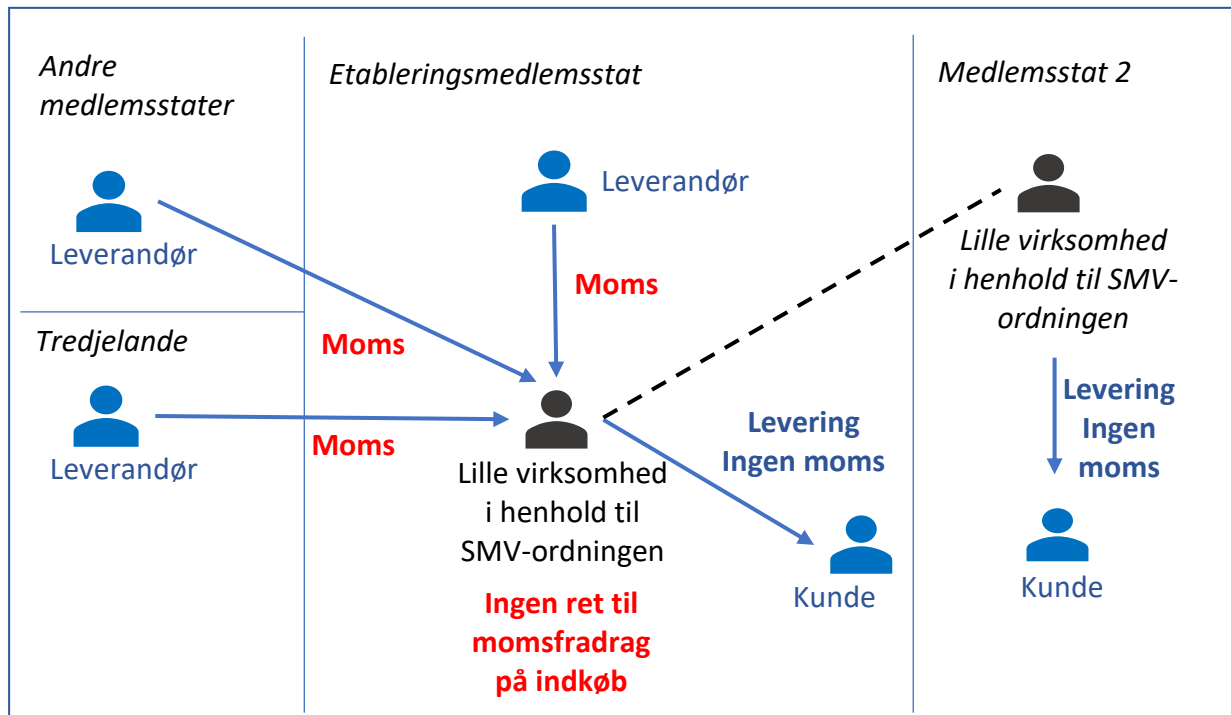 Andre
medlemsstater
Leverandør
Tredjelande
Leverandør
Etableringsmedlemsstat
Leverandør
Moms
Moms
Moms
Lille virksomhed
i henhold til
SMV-ordningen
Ingen ret til
momsfradrag
på indkøb
Levering
Ingen moms
Kunde
Medlemsstat 2
Lille virksomhed
i henhold til SMV-
ordningen
Levering
Ingen
moms
Kunde